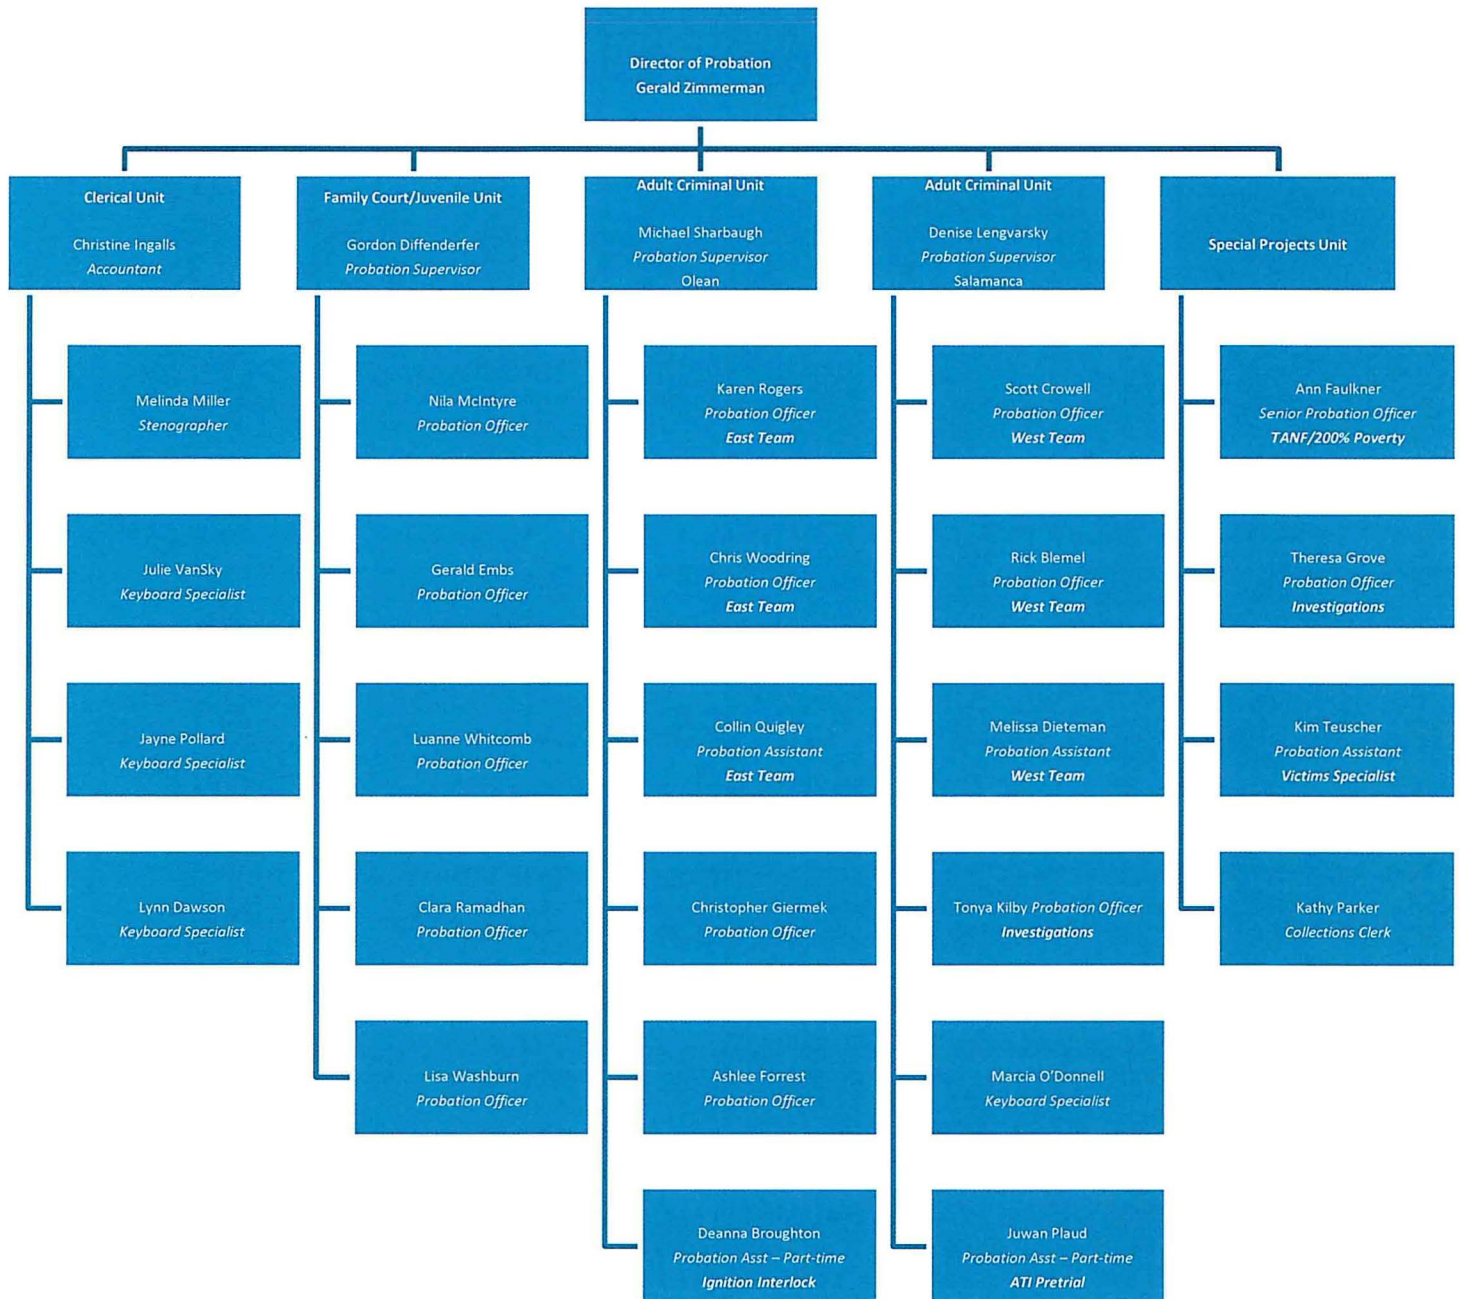 Director of Probation
Gerald Zimmerman
Clerical Unit
Christine Ingalls
Accountant
Melinda Miller
Stenographer
Julie VanSky
Keyboard Specialist
Jayne Pollard
Keyboard Specialist
Lynn Dawson
Keyboard Specialist
Family Court/Juvenile Unit
Gordon Diffenderfer
Probation Supervisor
Nila McIntyre
Probation Officer
Gerald Embs
Probation Officer
Luanne Whitcomb
Probation Officer
Clara Ramadhan
Probation Officer
Lisa Washburn
Probation Officer
Adult Criminal Unit
Michael Sharbaugh
Probation Supervisor
Olean
Karen Rogers
Probation Officer
East Team
Chris Woodring
Probation Officer
East Team
Collin Quigley
Probation Assistant
East Team
Christopher Giermek
Probation Officer
Ashlee Forrest
Probation Officer
Deanna Broughton
Probation Asst – Part-time
Ignition Interlock
Adult Criminal Unit
Denise Lengvarsky
Probation Supervisor
Salamanca
Scott Crowell
Probation Officer
West Team
Rick Blemel
Probation Officer
West Team
Melissa Dieteman
Probation Assistant
West Team
Tonya Kilby Probation Officer
Investigations
Marcia O'Donnell
Keyboard Specialist
Juwan Plaud
Probation Asst – Part-time
ATI Pretrial
Special Projects Unit
Ann Faulkner
Senior Probation Officer
TANF/200% Poverty
Theresa Grove
Probation Officer
Investigations
Kim Teuscher
Probation Assistant
Victims Specialist
Kathy Parker
Collections Clerk